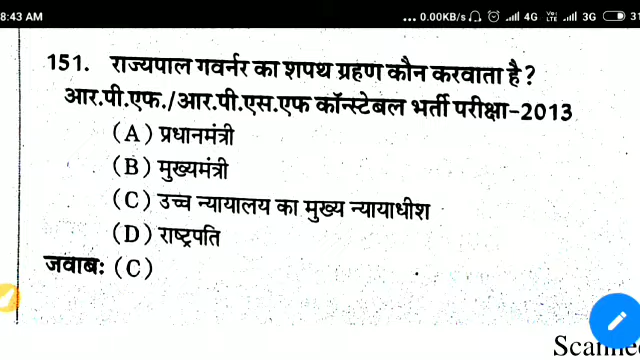 8:43 AM ... 0.00KB/s 4G VoLTE 3G 31
151. राज्यपाल गवर्नर का शपथ ग्रहण कौन करवाता है?
आर.पी.एफ./आर.पी.एस.एफ कॉन्स्टेबल भर्ती परीक्षा-2013
(A) प्रधानमंत्री
(B) मुख्यमंत्री
(C) उच्च न्यायालय का मुख्य न्यायाधीश
(D) राष्ट्रपति
जवाबः (C)